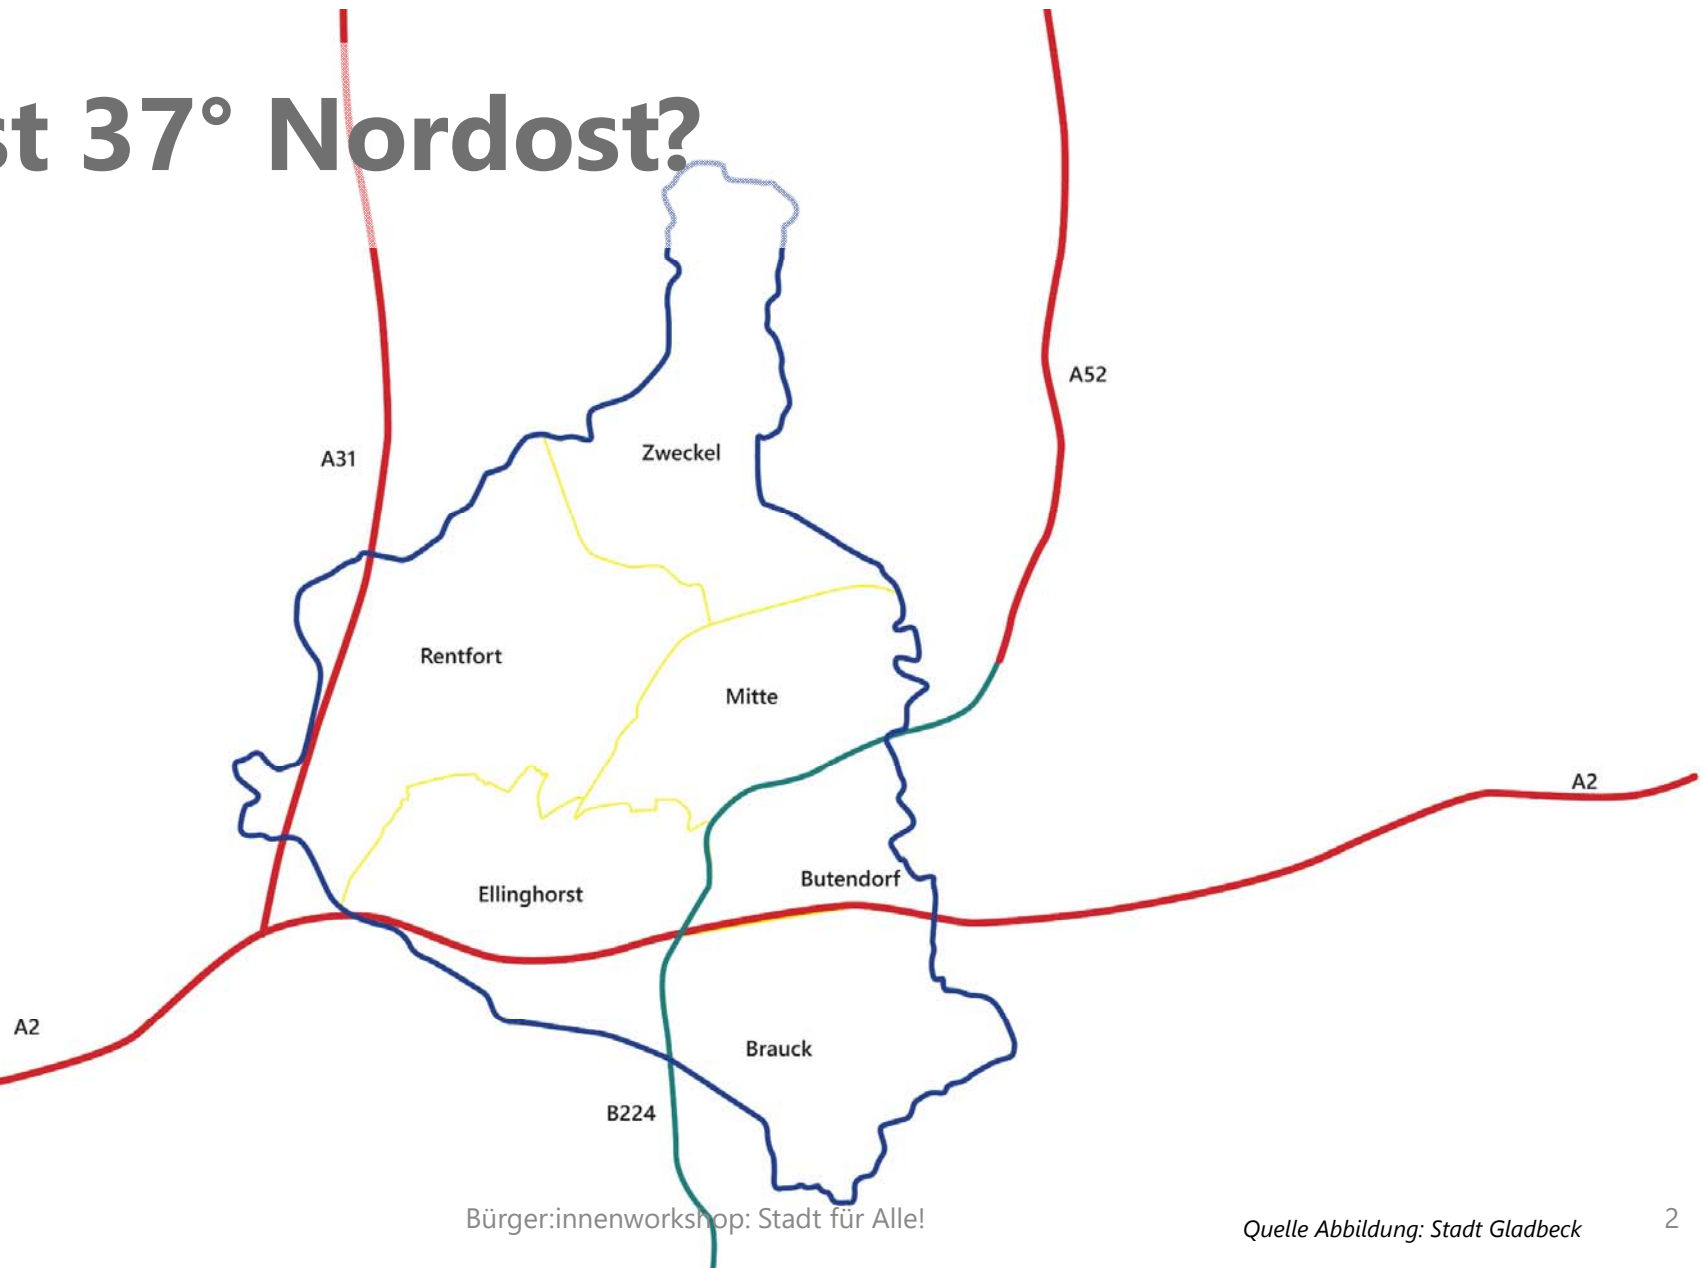 st 37° Nordost?
A52
A31
Zweckel
Rentfort
Mitte
A2
Butendorf
Ellinghorst
A2
Brauck
B224
Bürger:innenworkshop: Stadt für Alle!
Quelle Abbildung: Stadt Gladbeck
2